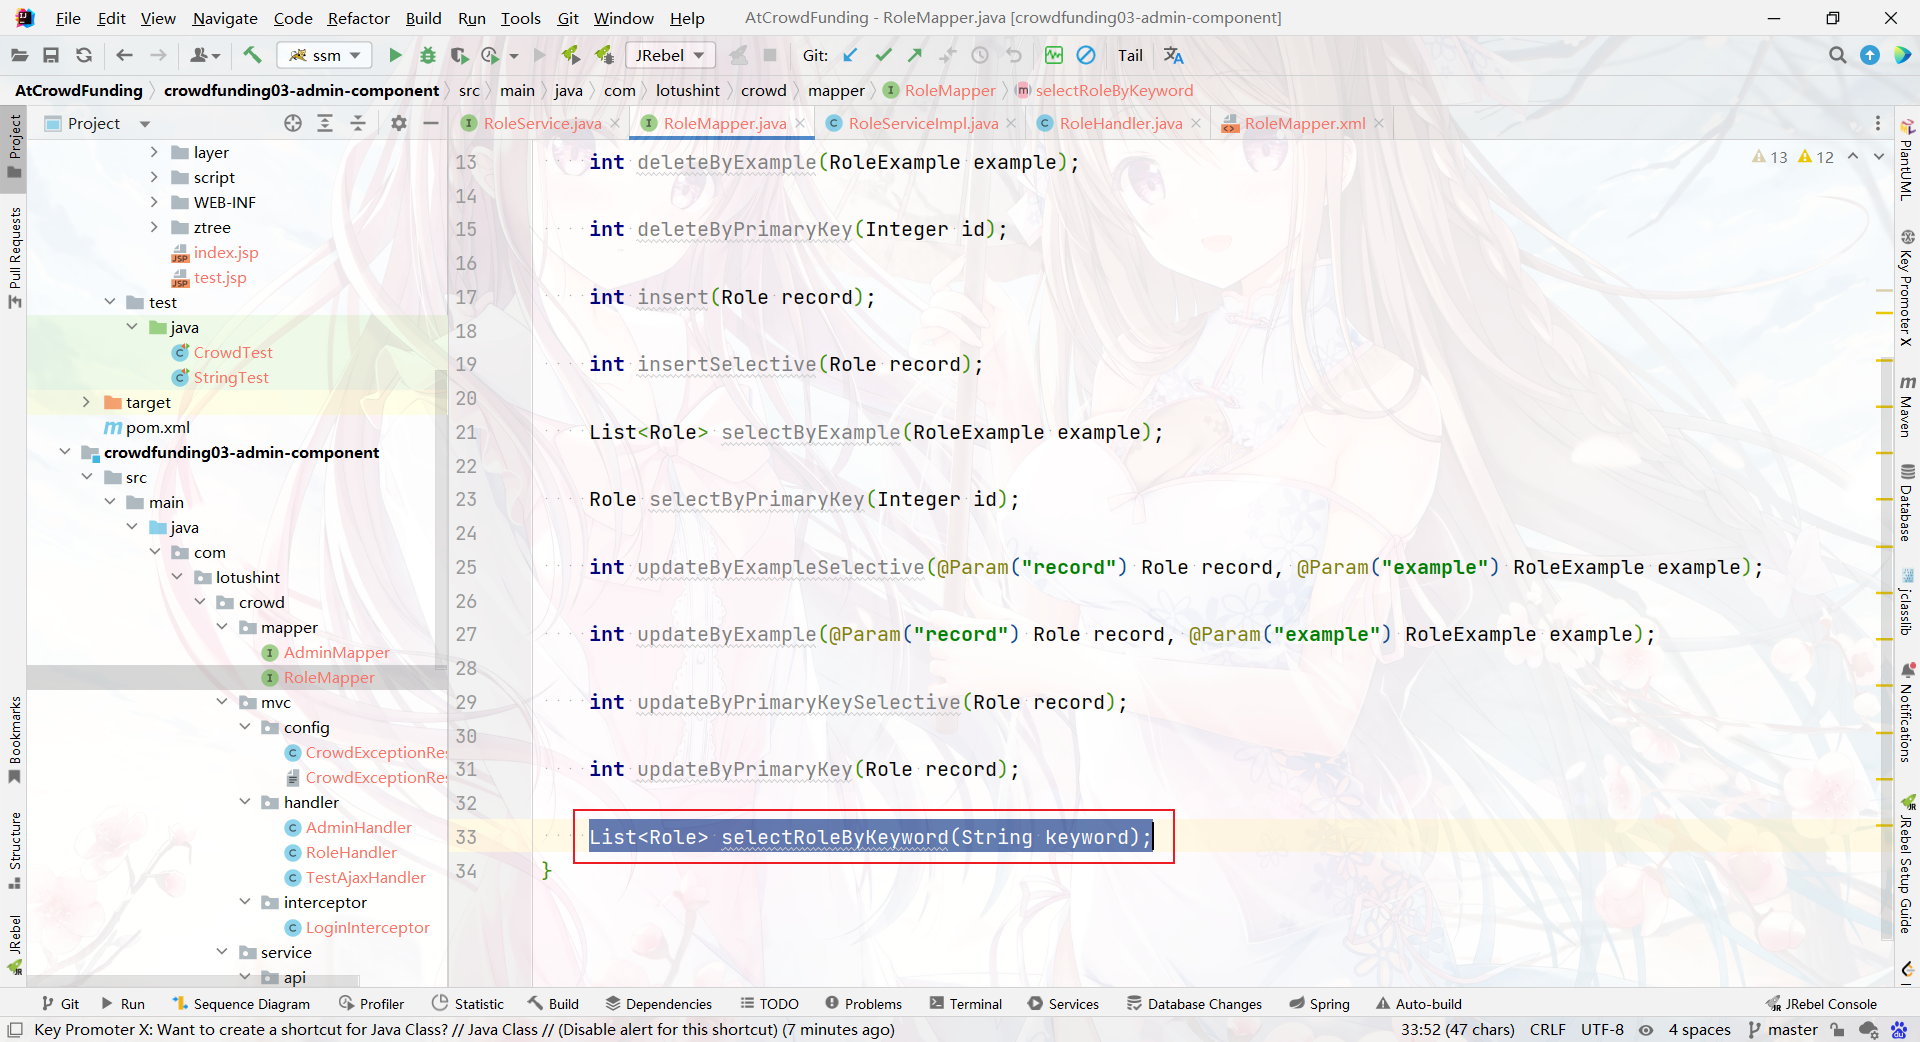 File Edit View Navigate Code Refactor Build Run Tools Git Window Help AtCrowdFunding - RoleMapper.java [crowdfunding03-admin-component]
ssm JRebel Git: Tail
AtCrowdFunding crowdfunding03-admin-component src main java com lotushint crowd mapper RoleMapper selectRoleByKeyword
Project
RoleService.java RoleMapper.java RoleServiceImpl.java RoleHandler.java RoleMapper.xml
Project
Pull Requests
Bookmarks
Structure
JRebel
layer
script
WEB-INF
ztree
index.jsp
test.jsp
test
java
CrowdTest
StringTest
target
pom.xml
crowdfunding03-admin-component
src
main
java
com
lotushint
crowd
mapper
AdminMapper
RoleMapper
mvc
config
CrowdExceptionRes
CrowdExceptionRes
handler
AdminHandler
RoleHandler
TestAjaxHandler
interceptor
LoginInterceptor
service
api
13 int deleteByExample(RoleExample example);
14
15 int deleteByPrimaryKey(Integer id);
16
17 int insert(Role record);
18
19 int insertSelective(Role record);
20
21 List<Role> selectByExample(RoleExample example);
22
23 Role selectByPrimaryKey(Integer id);
24
25 int updateByExampleSelective(@Param("record") Role record, @Param("example") RoleExample example);
26
27 int updateByExample(@Param("record") Role record, @Param("example") RoleExample example);
28
29 int updateByPrimaryKeySelective(Role record);
30
31 int updateByPrimaryKey(Role record);
32
33 List<Role> selectRoleByKeyword(String keyword);
34 }
13 12
PlantUML
Key Promoter X
Maven
Database
jclasslib
Notifications
JRebel Setup Guide
Git Run Sequence Diagram Profiler Statistic Build Dependencies TODO Problems Terminal Services Database Changes Spring Auto-build JRebel Console
Key Promoter X: Want to create a shortcut for Java Class? // Java Class // (Disable alert for this shortcut) (7 minutes ago) 33:52 (47 chars) CRLF UTF-8 4 spaces master